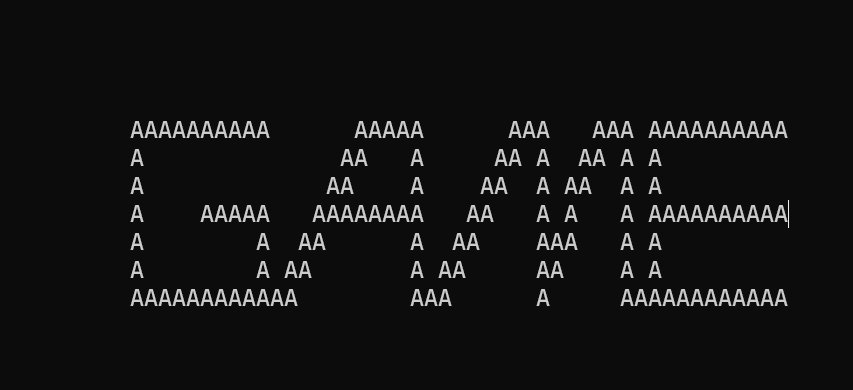 AAAAAAAAAA      AAAAA      AAA   AAA AAAAAAAAAA
A              AA   A     AA A  AA A A
A             AA    A    AA  A AA  A A
A    AAAAA   AAAAAAAA   AA   A A   A AAAAAAAAAA
A        A  AA      A  AA    AAA   A A
A        A AA       A AA     AA    A A
AAAAAAAAAAAA        AAA      A     AAAAAAAAAAAA